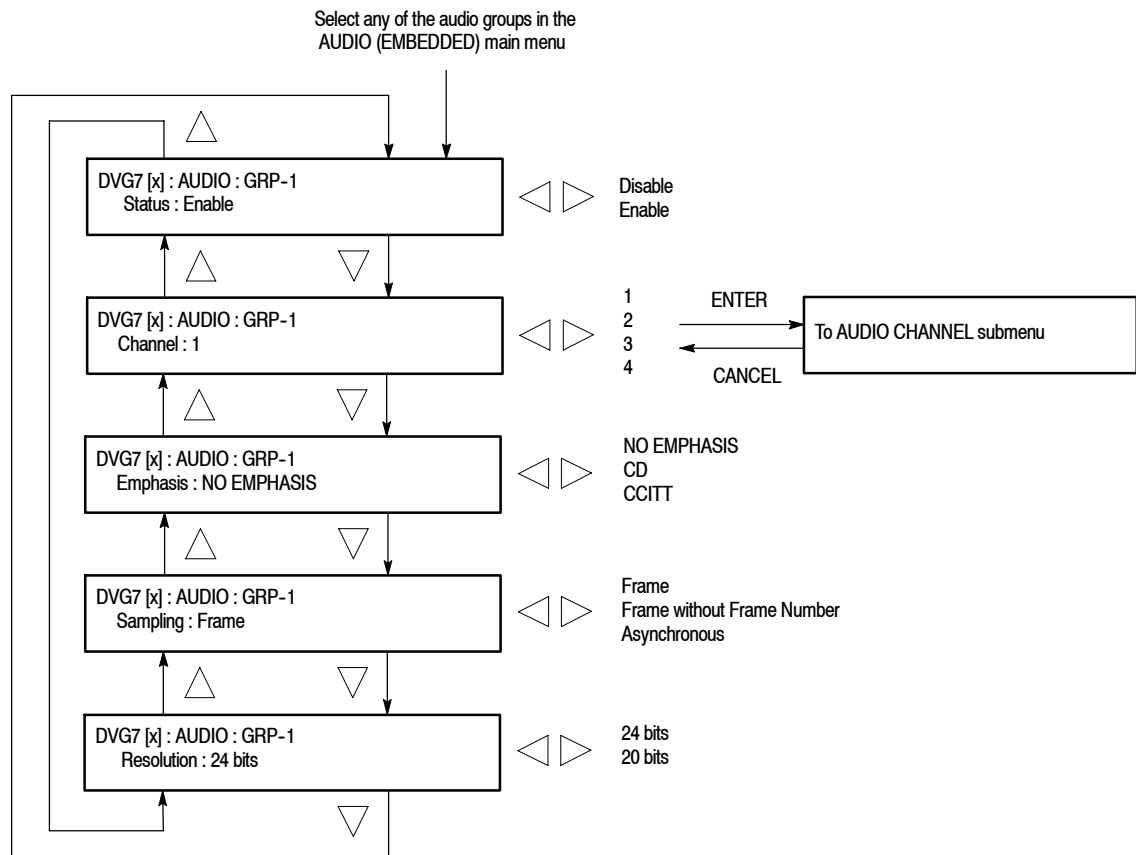 Select any of the audio groups in the
AUDIO (EMBEDDED) main menu
DVG7 [x] : AUDIO : GRP-1
Status : Enable
Disable
Enable
DVG7 [x] : AUDIO : GRP-1
Channel : 1
1
2
3
4
ENTER
CANCEL
To AUDIO CHANNEL submenu
DVG7 [x] : AUDIO : GRP-1
Emphasis : NO EMPHASIS
NO EMPHASIS
CD
CCITT
DVG7 [x] : AUDIO : GRP-1
Sampling : Frame
Frame
Frame without Frame Number
Asynchronous
DVG7 [x] : AUDIO : GRP-1
Resolution : 24 bits
24 bits
20 bits